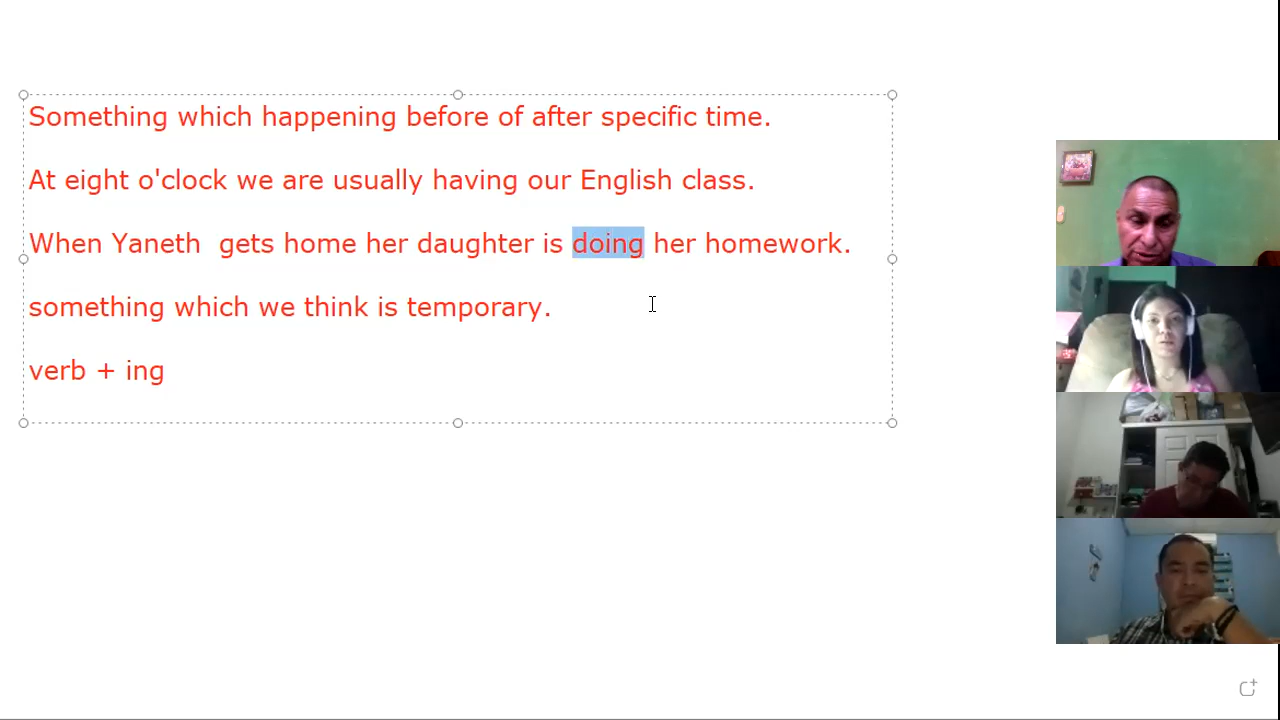 Something which happening before of after specific time.
At eight o'clock we are usually having our English class.
When Yaneth  gets home her daughter is doing her homework.
something which we think is temporary.
verb + ing